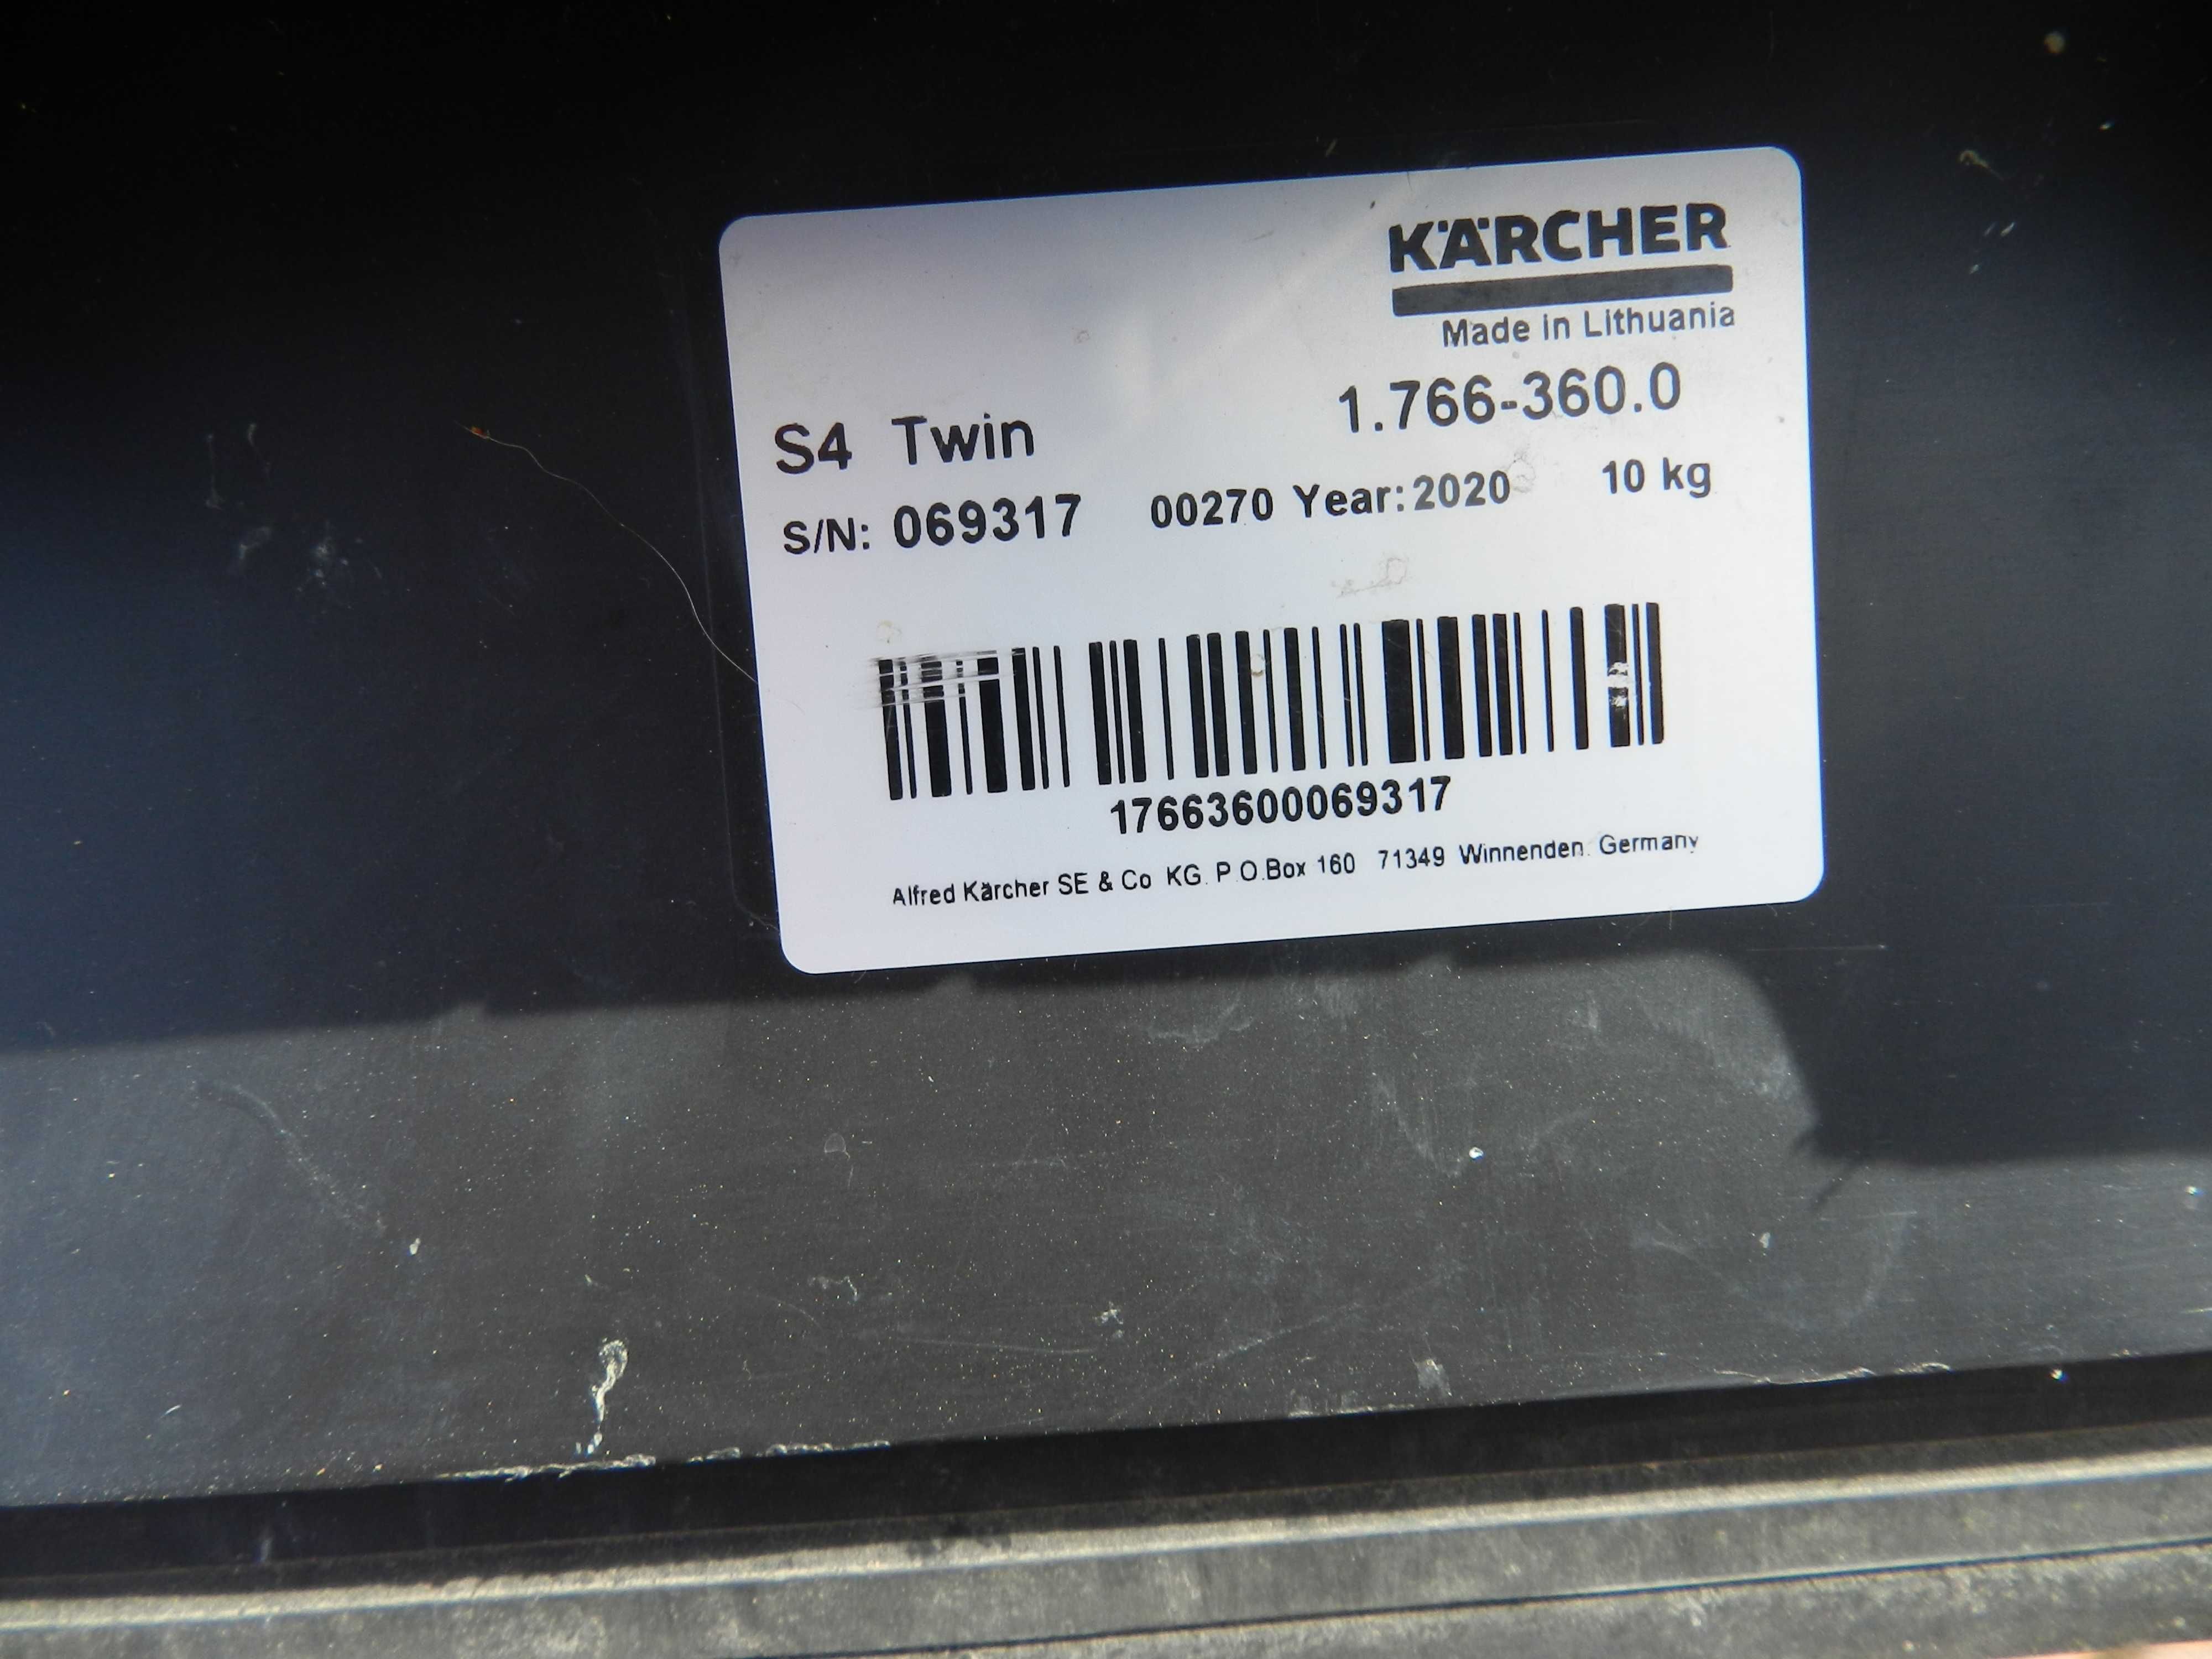 KÄRCHER
Made in Lithuania
1.766-360.0
S4 Twin
S/N: 069317 00270 Year:2020 10 kg
17663600069317
Alfred Kärcher SE & Co KG. P.O.Box 160 71349 Winnenden. Germany